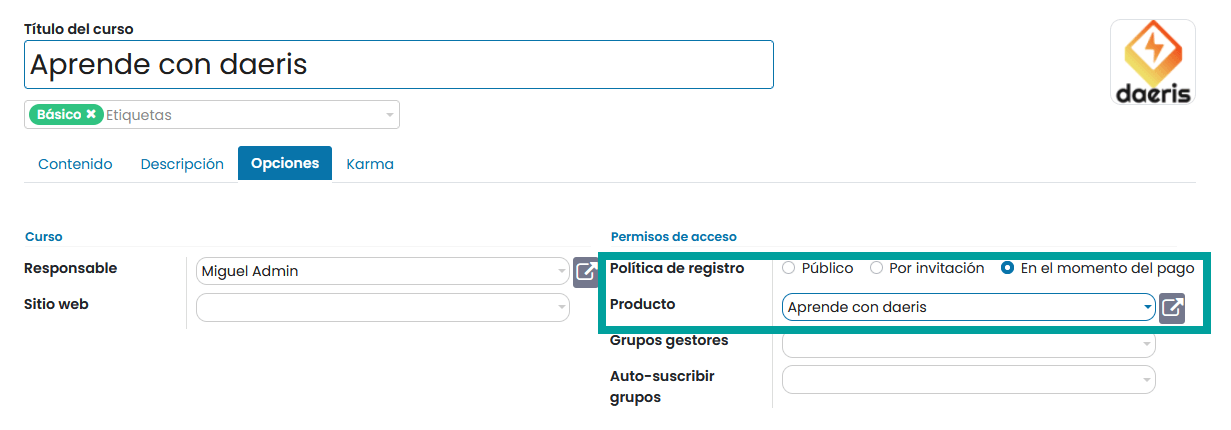 Título del curso
Aprende con daeris
daeris
Básico ✖ Etiquetas
Contenido Descripción Opciones Karma
Curso
Responsable Miguel Admin
Sitio web
Permisos de acceso
Política de registro Público Por invitación En el momento del pago
Producto Aprende con daeris
Grupos gestores
Auto-suscribir
grupos